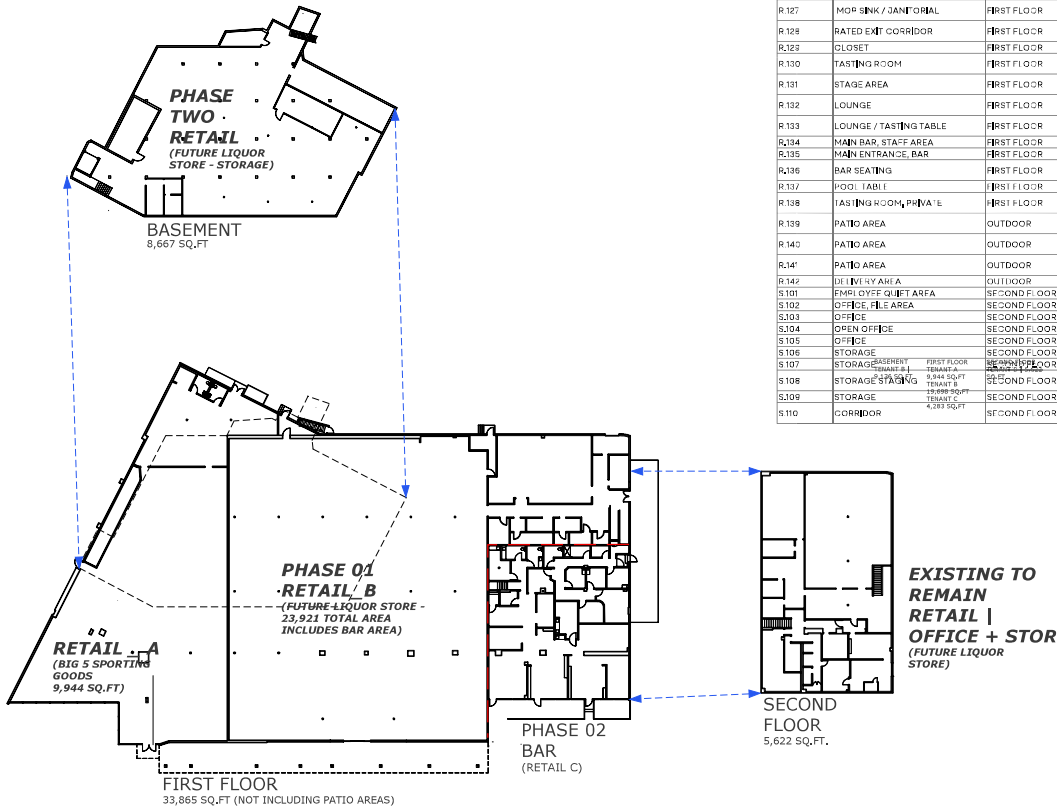 PHASE
TWO
RETAIL
(FUTURE LIQUOR
STORE - STORAGE)
BASEMENT
8,667 SQ.FT
R.127 MOP SINK / JANITORIAL FIRST FLOOR
R.128 RATED EXIT CORRIDOR FIRST FLOOR
R.129 CLOSET FIRST FLOOR
R.130 TASTING ROOM FIRST FLOOR
R.131 STAGE AREA FIRST FLOOR
R.132 LOUNGE FIRST FLOOR
R.133 LOUNGE / TASTING TABLE FIRST FLOOR
R.134 MAIN BAR, STAFF AREA FIRST FLOOR
R.135 MAIN ENTRANCE, BAR FIRST FLOOR
R.136 BAR SEATING FIRST FLOOR
R.137 POOL TABLE FIRST FLOOR
R.138 TASTING ROOM, PRIVATE FIRST FLOOR
R.139 PATIO AREA OUTDOOR
R.140 PATIO AREA OUTDOOR
R.141 PATIO AREA OUTDOOR
R.142 DELIVERY AREA OUTDOOR
S.101 EMPLOYEE QUIET AREA SECOND FLOOR
S.102 OFFICE, FILE AREA SECOND FLOOR
S.103 OFFICE SECOND FLOOR
S.104 OPEN OFFICE SECOND FLOOR
S.105 OFFICE SECOND FLOOR
S.106 STORAGE SECOND FLOOR
S.107 STORAGE SECOND FLOOR
S.108 STORAGE STAGING SECOND FLOOR
S.109 STORAGE SECOND FLOOR
S.110 CORRIDOR SECOND FLOOR
BASEMENT
TENANT B |
9,136 SQ.FT
FIRST FLOOR
TENANT A
9,944 SQ.FT
TENANT B
19,698 SQ.FT
TENANT C
4,283 SQ.FT
PHASE 01
RETAIL_B
(FUTURE LIQUOR STORE -
23,921 TOTAL AREA
INCLUDES BAR AREA)
RETAIL_A
(BIG 5 SPORTING
GOODS
9,944 SQ.FT)
PHASE 02
BAR
(RETAIL C)
FIRST FLOOR
33,865 SQ.FT (NOT INCLUDING PATIO AREAS)
EXISTING TO
REMAIN
RETAIL |
OFFICE + STOR
(FUTURE LIQUOR
STORE)
SECOND
FLOOR
5,622 SQ.FT.